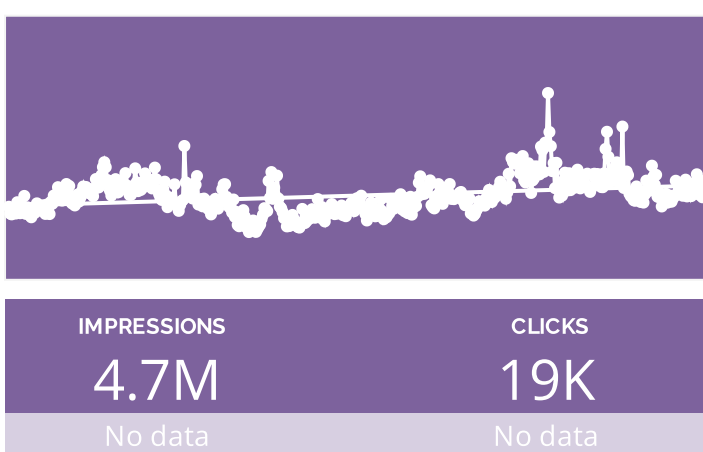 IMPRESSIONS CLICKS
4.7M 19K
No data No data